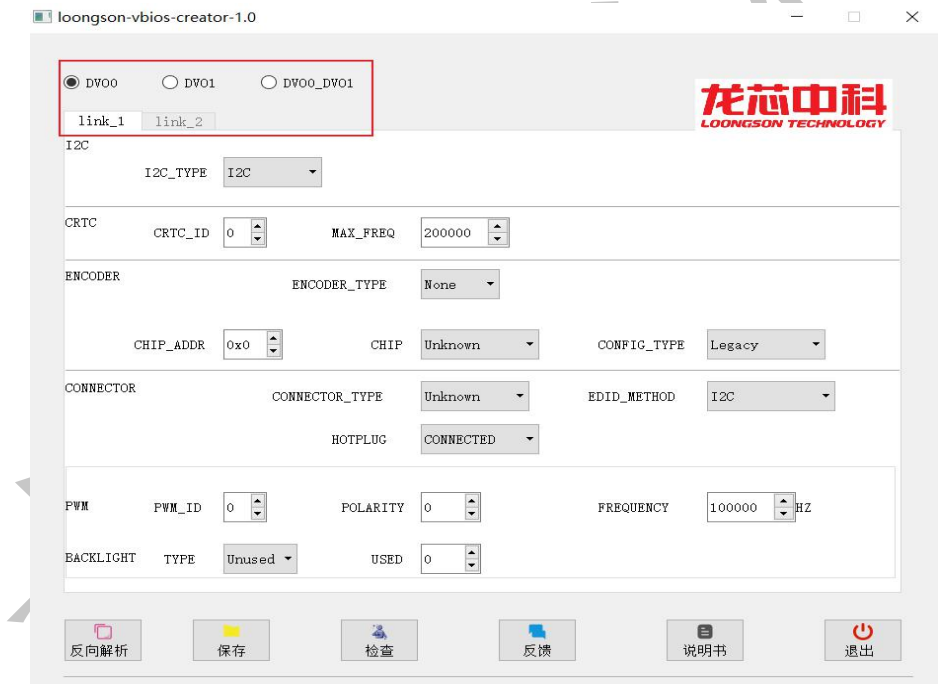 loongson-vbios-creator-1.0
DVO0 DVO1 DVO0_DVO1
龙芯中科
LOONGSON TECHNOLOGY
link_1 link_2
I2C
I2C_TYPE I2C
CRTC
CRTC_ID 0 MAX_FREQ 200000
ENCODER
ENCODER_TYPE None
CHIP_ADDR 0x0 CHIP Unknown CONFIG_TYPE Legacy
CONNECTOR
CONNECTOR_TYPE Unknown EDID_METHOD I2C
HOTPLUG CONNECTED
PWM PWM_ID 0 POLARITY 0 FREQUENCY 100000 HZ
BACKLIGHT TYPE Unused USED 0
反向解析 保存 检查 反馈 说明书 退出